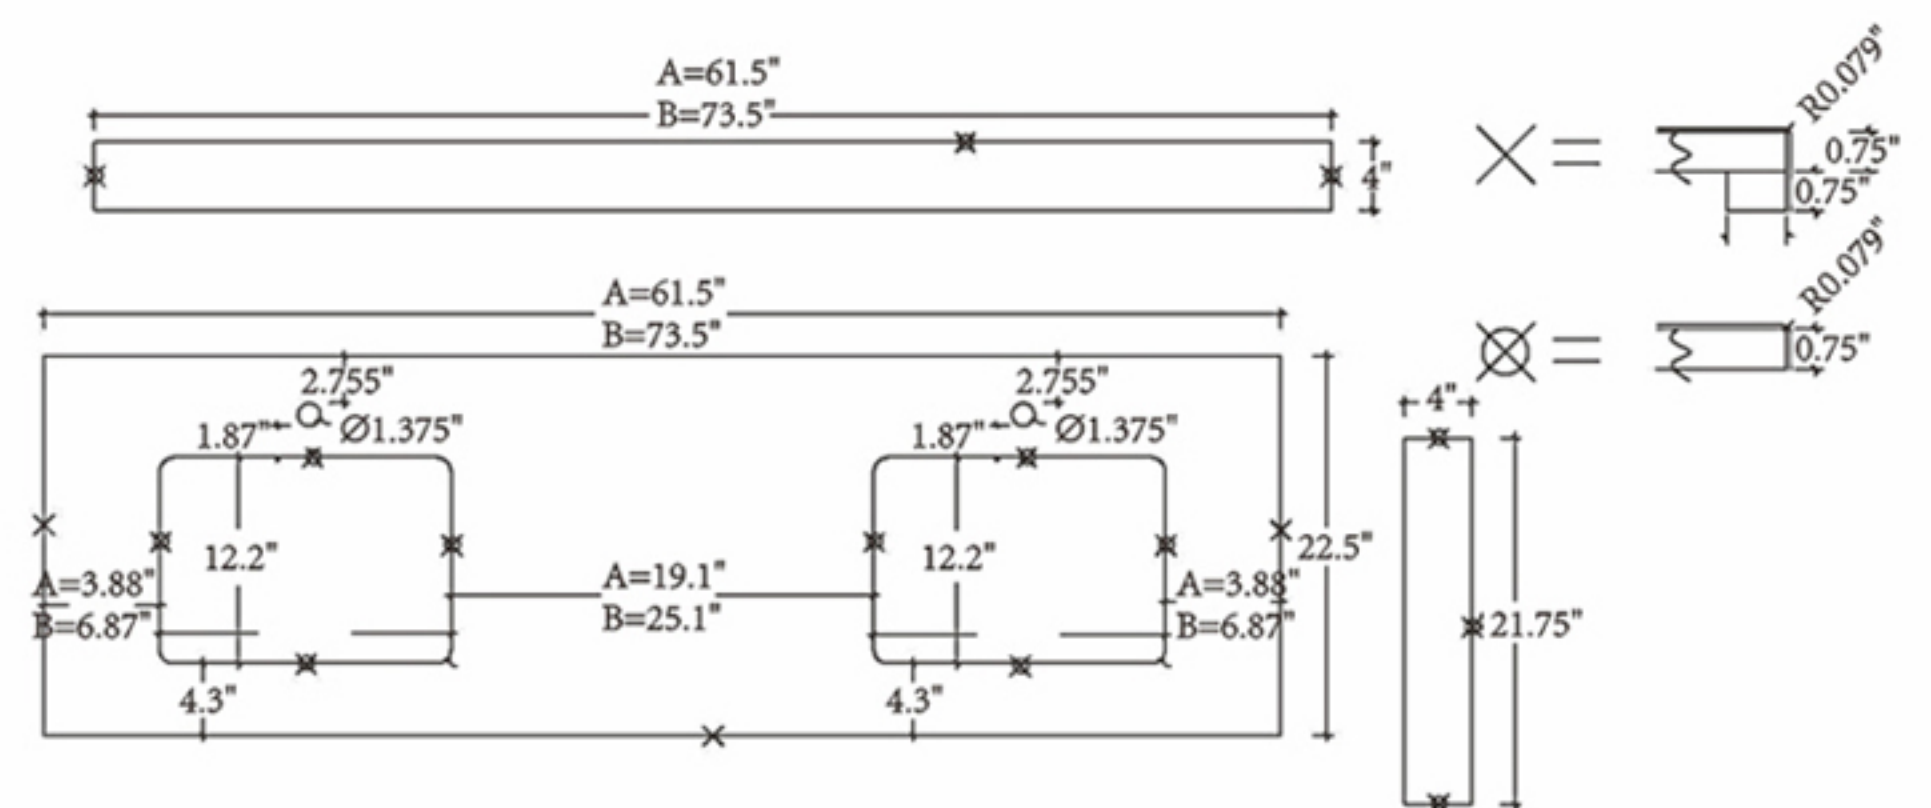 A=61.5"
B=73.5"
4"
R0.079"
0.75"
0.75"
A=61.5"
B=73.5"
R0.079"
0.75"
2.755"
2.755"
1.87"
Ø1.375"
1.87"
Ø1.375"
4"
12.2"
12.2"
22.5"
A=3.88"
B=6.87"
A=19.1"
B=25.1"
A=3.88"
B=6.87"
21.75"
4.3"
4.3"